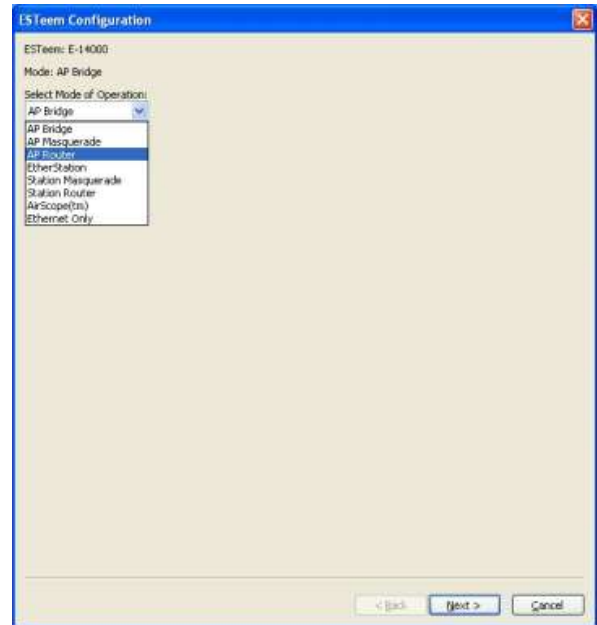 ESTeem Configuration
ESTeem: E-14000
Mode: AP Bridge
Select Mode of Operation:
AP Bridge
AP Bridge
AP Masquerade
AP Router
EtherStation
Station Masquerade
Station Router
AirScope(tm)
Ethernet Only
< Back
Next >
Cancel